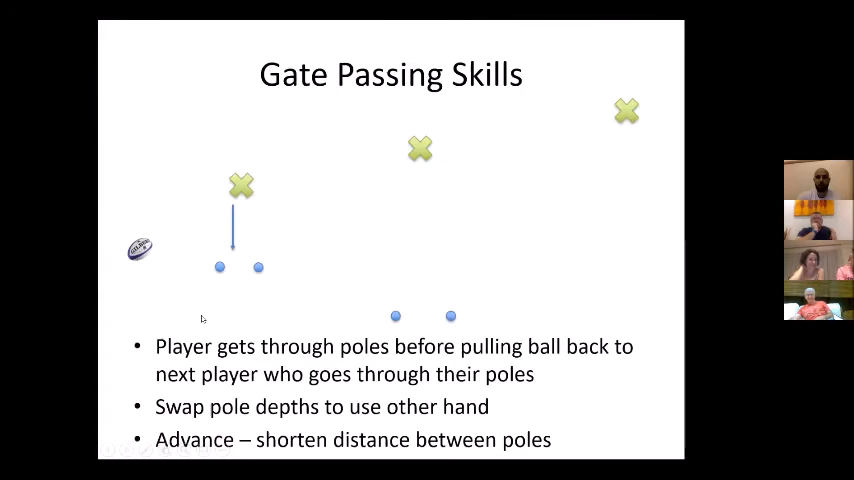 Gate Passing Skills
• Player gets through poles before pulling ball back to
next player who goes through their poles
• Swap pole depths to use other hand
• Advance – shorten distance between poles